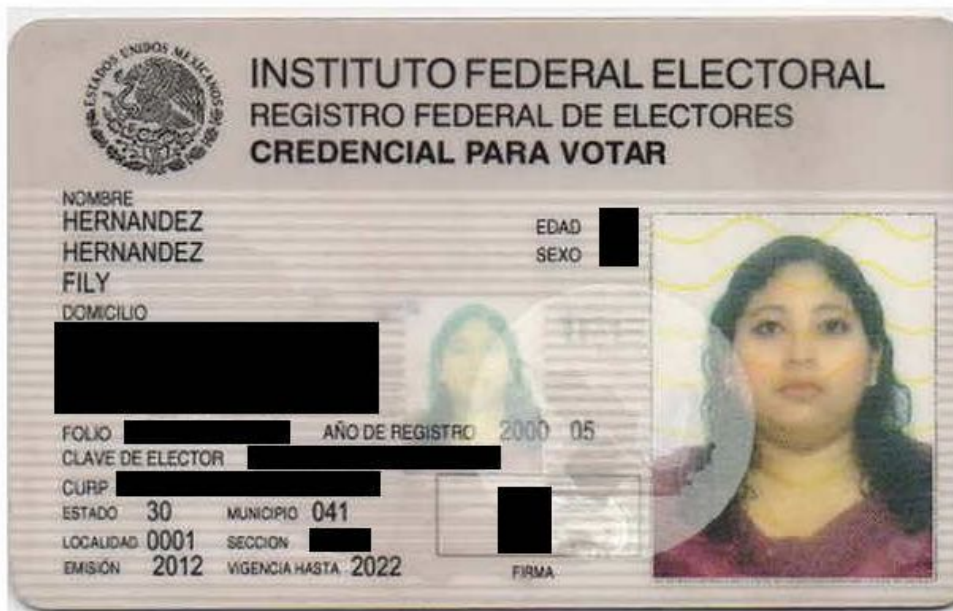 ESTADOS UNIDOS MEXICANOS
INSTITUTO FEDERAL ELECTORAL
REGISTRO FEDERAL DE ELECTORES
CREDENCIAL PARA VOTAR
NOMBRE
HERNANDEZ
HERNANDEZ
FILY
EDAD
SEXO
DOMICILIO
FOLIO AÑO DE REGISTRO 2000 05
CLAVE DE ELECTOR
CURP
ESTADO 30 MUNICIPIO 041
LOCALIDAD 0001 SECCION
EMISIÓN 2012 VIGENCIA HASTA 2022
FIRMA